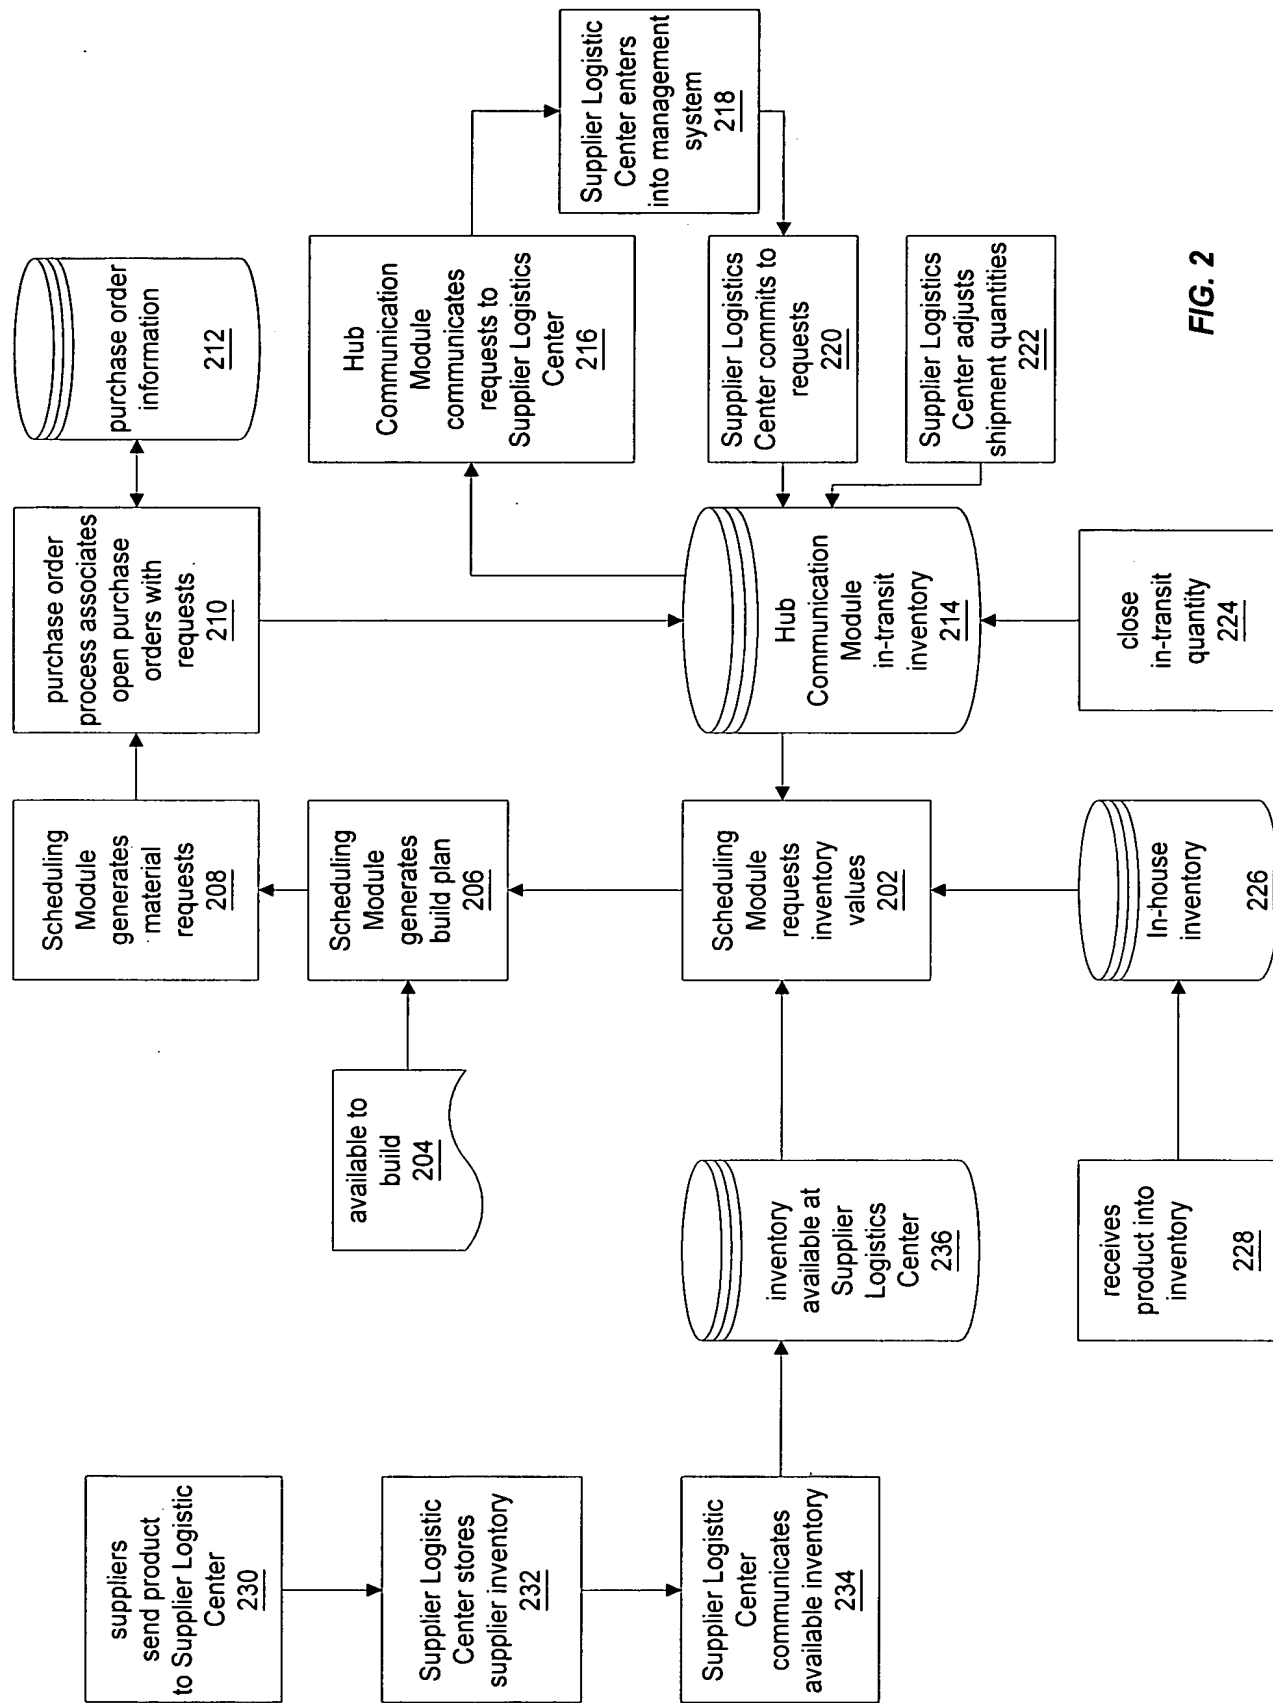 suppliers
send product
to Supplier Logistic
Center
230
Scheduling
Module
generates
material
requests
208
purchase order
process associates
open purchase
orders with
requests
210
purchase order
information
212
Supplier Logistic
Center stores
supplier inventory
232
available to
build
204
Scheduling
Module
generates
build plan
206
Hub
Communication
Module
communicates
requests to
Supplier Logistics
Center
216
Supplier Logistic
Center enters
into management
system
218
Supplier Logistic
Center
communicates
available inventory
234
inventory
available at
Supplier
Logistics
Center
236
Scheduling
Module
requests
inventory
values
202
Hub
Communication
Module
in-transit
inventory
214
Supplier Logistics
Center commits to
requests
220
Supplier Logistics
Center adjusts
shipment quantities
222
receives
product into
inventory
228
In-house
inventory
226
close
in-transit
quantity
224
FIG. 2